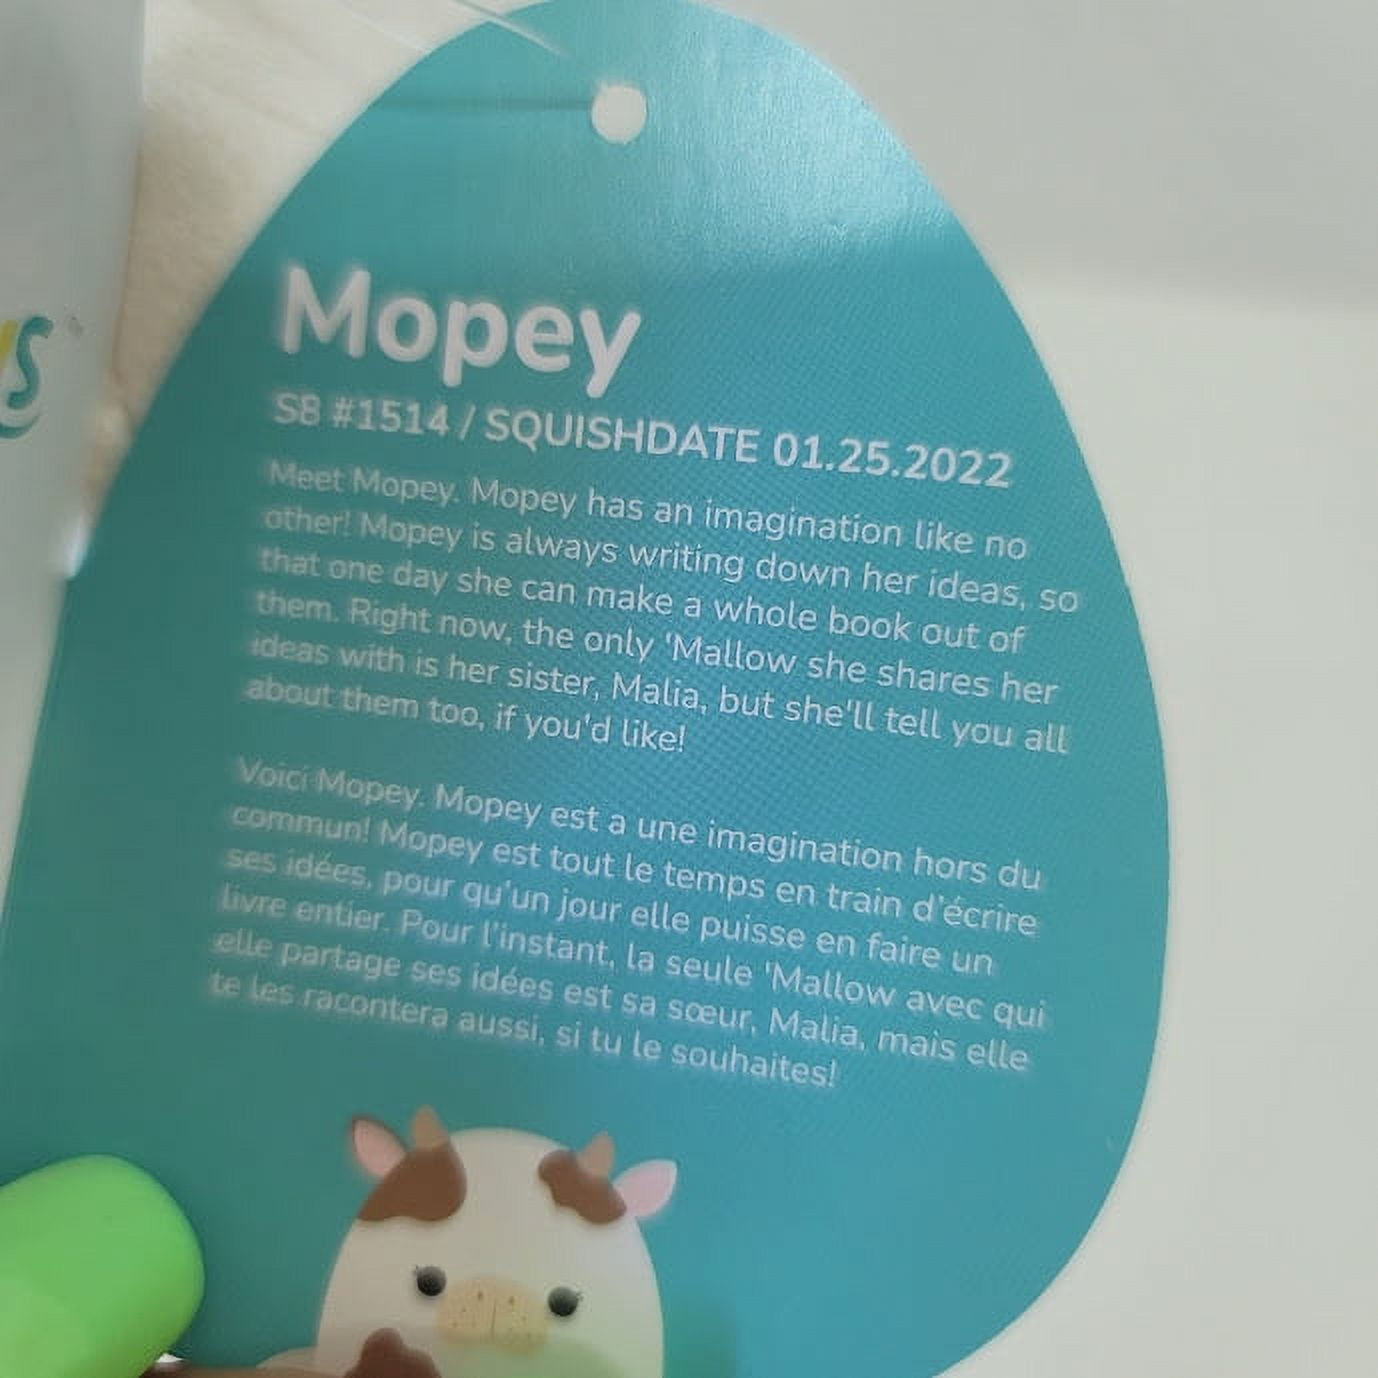 Mopey
S8 #1514 / SQUISHDATE 01.25.2022
Meet Mopey. Mopey has an imagination like no
other! Mopey is always writing down her ideas, so
that one day she can make a whole book out of
them. Right now, the only 'Mallow she shares her
ideas with is her sister, Malia, but she'll tell you all
about them too, if you'd like!
Voici Mopey. Mopey est a une imagination hors du
commun! Mopey est tout le temps en train d'écrire
ses idées, pour qu'un jour elle puisse en faire un
livre entier. Pour l'instant, la seule 'Mallow avec qui
elle partage ses idées est sa sœur, Malia, mais elle
te les racontera aussi, si tu le souhaites!